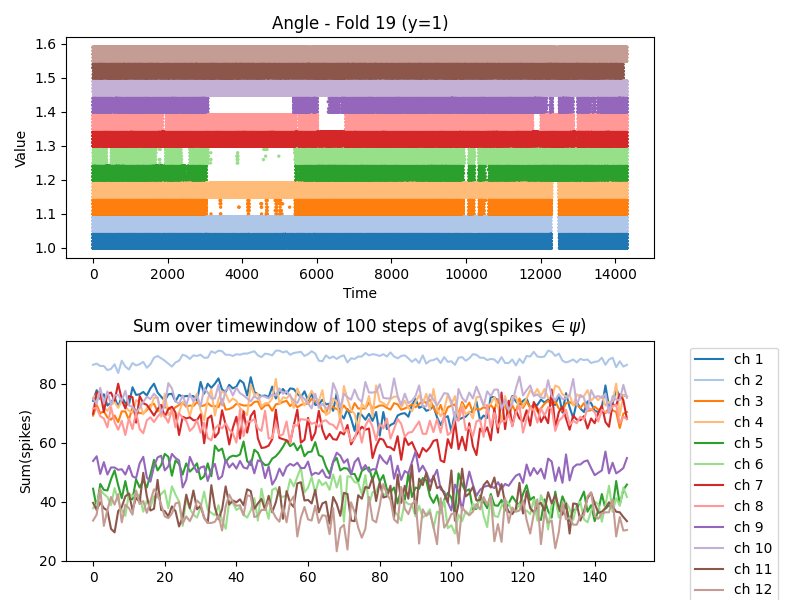 Angle - Fold 19 (y=1)
Value
1.6
1.5
1.4
1.3
1.2
1.1
1.0
0 2000 4000 6000 8000 10000 12000 14000
Time
Sum over timewindow of 100 steps of avg(spikes ∈ ψ)
Sum(spikes)
80
60
40
20
0 20 40 60 80 100 120 140
ch 1
ch 2
ch 3
ch 4
ch 5
ch 6
ch 7
ch 8
ch 9
ch 10
ch 11
ch 12